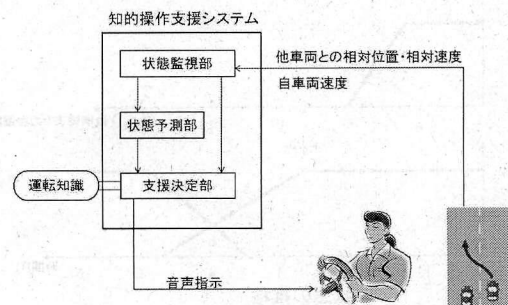 知的操作支援システム
状態監視部
他車両との相対位置・相対速度
自車両速度
状態予測部
運転知識
支援決定部
音声指示